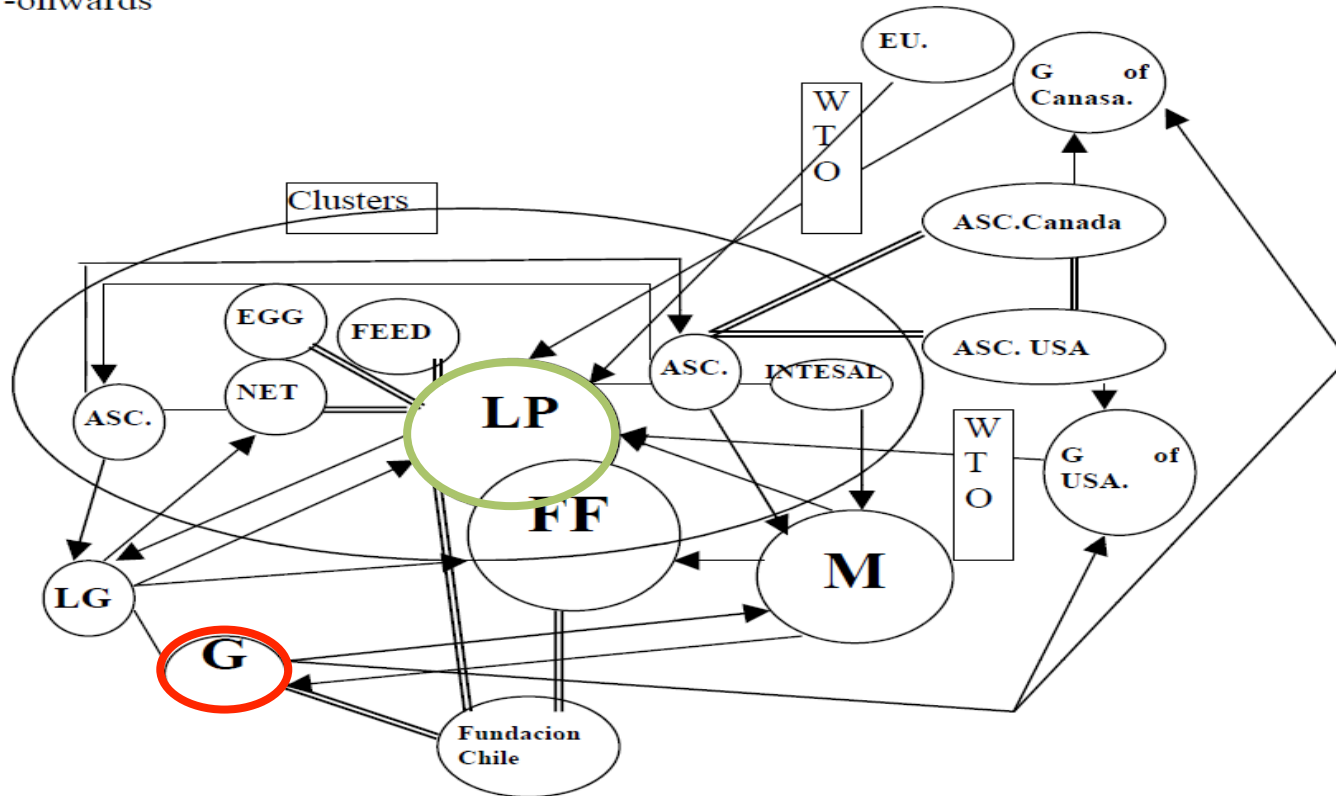 -onwards
EU.
G of
Canasa.
W
T
O
Clusters
ASC.Canada
EGG
FEED
ASC. USA
ASC.
INTESAL
NET
LP
ASC.
W
T
O
G of
USA.
FF
M
LG
G
Fundacion
Chile